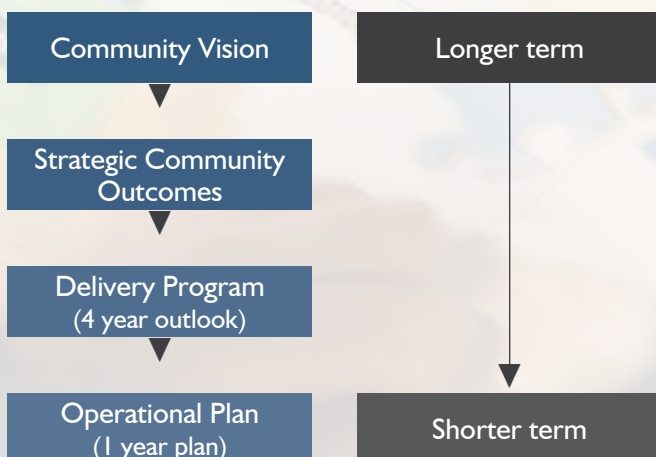 Community Vision
Longer term
Strategic Community
Outcomes
Delivery Program
(4 year outlook)
Operational Plan
(1 year plan)
Shorter term